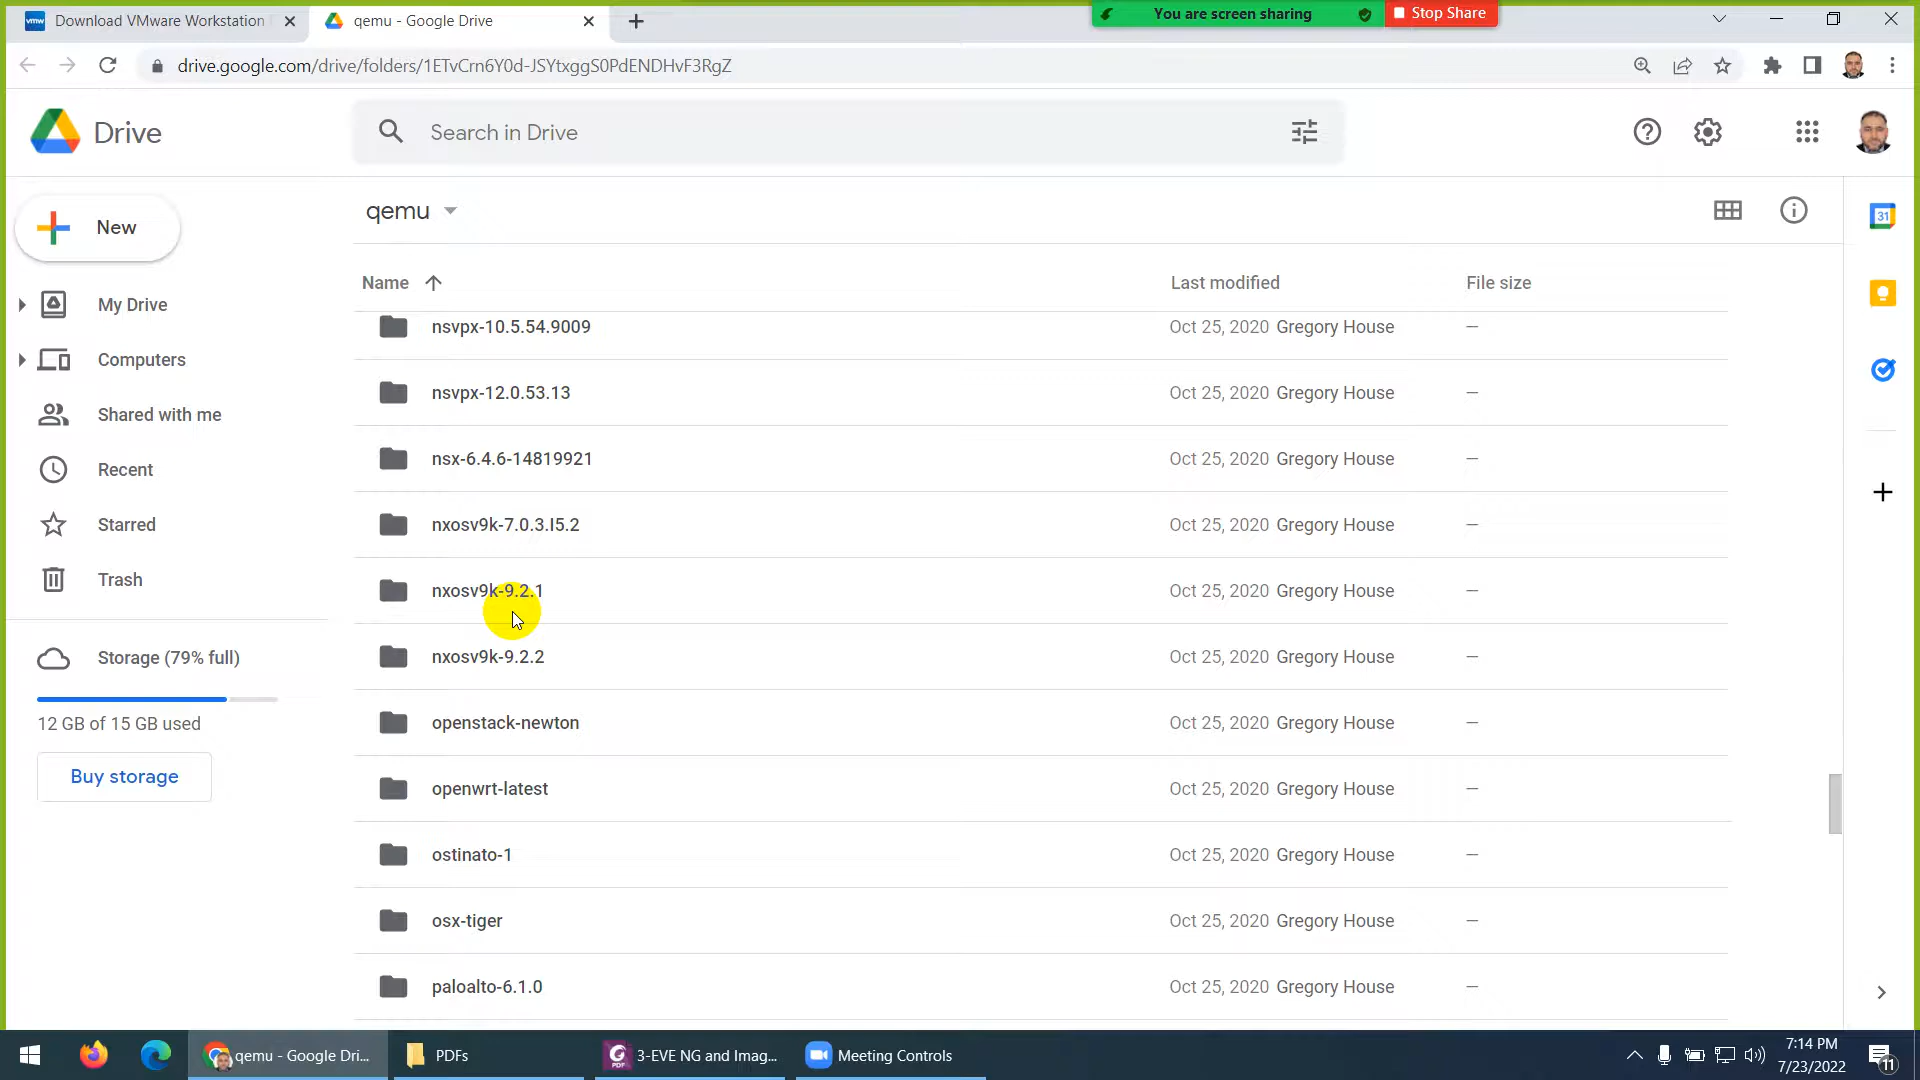 vmw Download VMware Workstation
qemu - Google Drive
You are screen sharing
Stop Share
drive.google.com/drive/folders/1ETvCrn6Y0d-JSYtxggS0PdENDHvF3RgZ
Drive
Search in Drive
New
qemu
31
Name
Last modified
File size
My Drive
Computers
Shared with me
Recent
Starred
Trash
Storage (79% full)
12 GB of 15 GB used
Buy storage
nsvpx-10.5.54.9009 Oct 25, 2020 Gregory House —
nsvpx-12.0.53.13 Oct 25, 2020 Gregory House —
nsx-6.4.6-14819921 Oct 25, 2020 Gregory House —
nxosv9k-7.0.3.I5.2 Oct 25, 2020 Gregory House —
nxosv9k-9.2.1 Oct 25, 2020 Gregory House —
nxosv9k-9.2.2 Oct 25, 2020 Gregory House —
openstack-newton Oct 25, 2020 Gregory House —
openwrt-latest Oct 25, 2020 Gregory House —
ostinato-1 Oct 25, 2020 Gregory House —
osx-tiger Oct 25, 2020 Gregory House —
paloalto-6.1.0 Oct 25, 2020 Gregory House —
qemu - Google Dri...
PDFs
PDF
3-EVE NG and Imag...
Meeting Controls
7:14 PM
7/23/2022
11